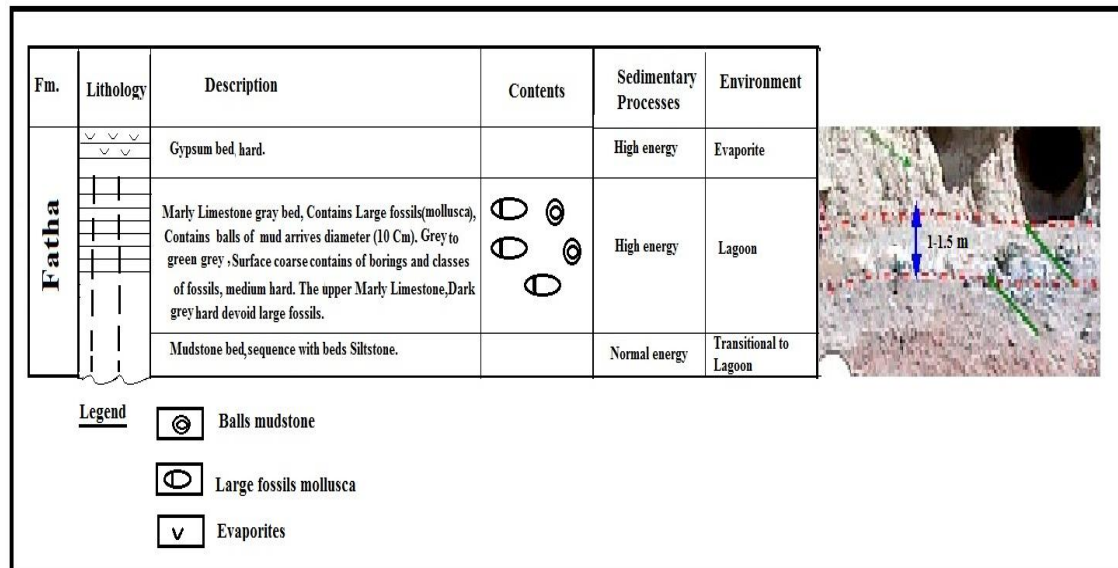 Fm.
Lithology
Description
Contents
Sedimentary
Processes
Environment
Fatha
Gypsum bed, hard.
High energy
Evaporite
Marly Limestone gray bed, Contains Large fossils(mollusca),
Contains balls of mud arrives diameter (10 Cm). Grey to
green grey , Surface coarse contains of borings and classes
of fossils, medium hard. The upper Marly Limestone,Dark
grey hard devoid large fossils.
High energy
Lagoon
1-1.5 m
Mudstone bed,sequence with beds Siltstone.
Normal energy
Transitional to
Lagoon
Legend
Balls mudstone
Large fossils mollusca
Evaporites